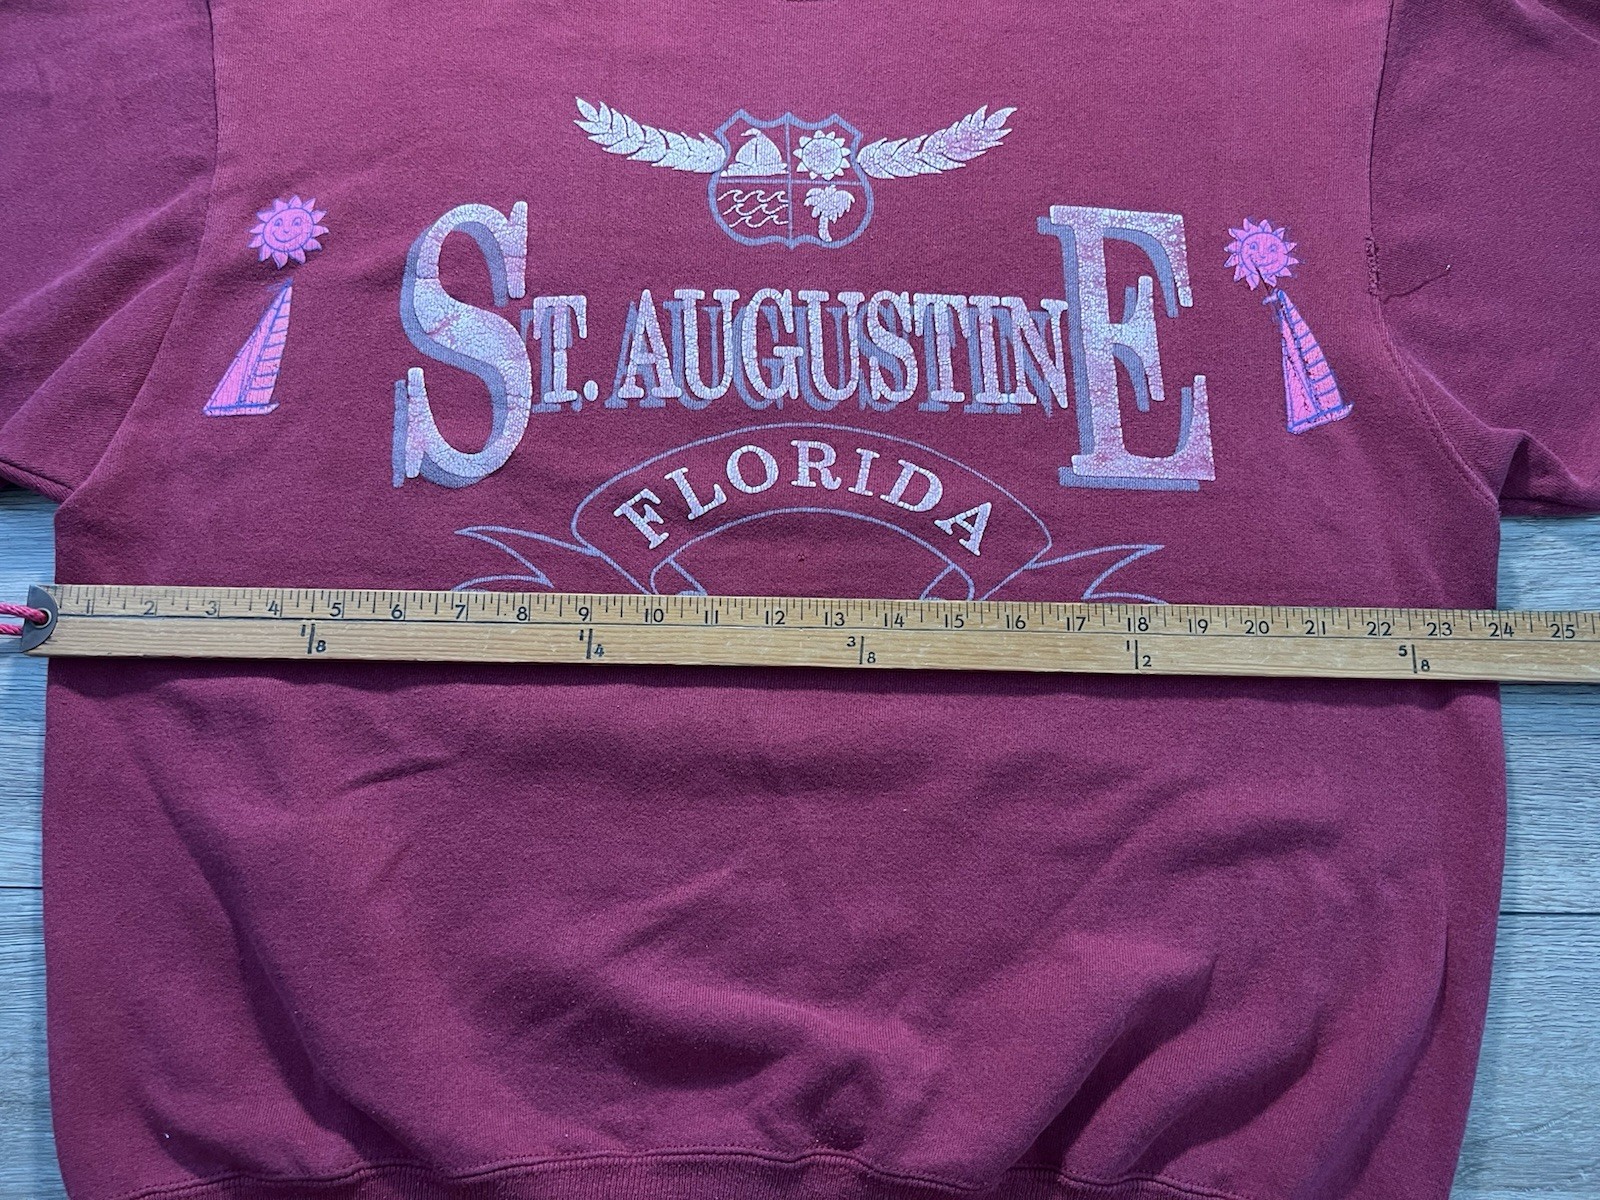 ST. AUGUSTINE
FLORIDA
1 2 3 4 5 6 7 8 9 10 11 12 13 14 15 16 17 18 19 20 21 22 23 24 25
1/8 1/4 3/8 1/2 5/8